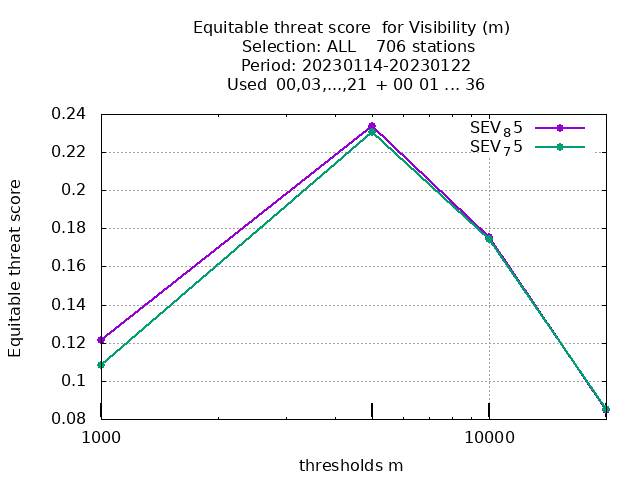 Equitable threat score  for Visibility (m)
Selection: ALL    706 stations
Period: 20230114-20230122
Used  00,03,...,21  + 00 01 ... 36
0.24
0.22
0.2
0.18
0.16
0.14
0.12
0.1
0.08
Equitable threat score
SEV₈5
SEV₇5
1000
10000
thresholds m